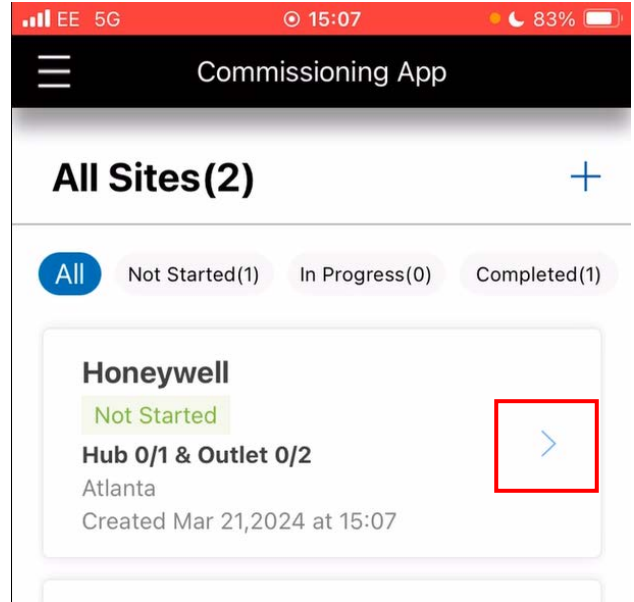 EE 5G 15:07 83%
Commissioning App
All Sites(2)
All Not Started(1) In Progress(0) Completed(1)
Honeywell
Not Started
Hub 0/1 & Outlet 0/2
Atlanta
Created Mar 21,2024 at 15:07